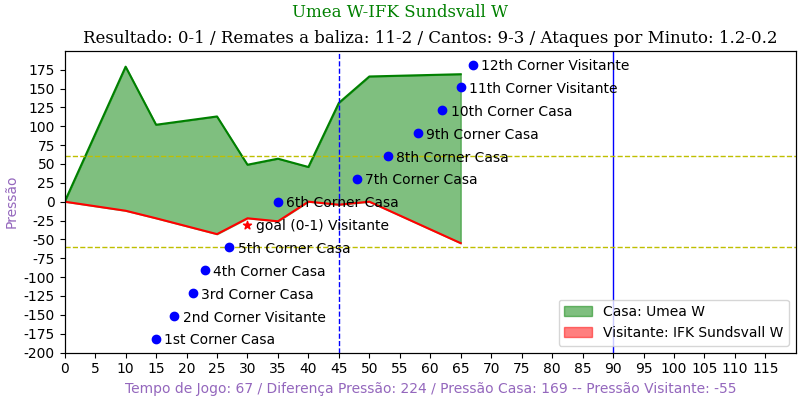 Umea W-IFK Sundsvall W
Resultado: 0-1 / Remates a baliza: 11-2 / Cantos: 9-3 / Ataques por Minuto: 1.2-0.2
Pressão
175
150
125
100
75
50
25
0
-25
-50
-75
-100
-125
-150
-175
-200
12th Corner Visitante
11th Corner Visitante
10th Corner Casa
9th Corner Casa
8th Corner Casa
7th Corner Casa
6th Corner Casa
goal (0-1) Visitante
5th Corner Casa
4th Corner Casa
3rd Corner Casa
2nd Corner Visitante
1st Corner Casa
Casa: Umea W
Visitante: IFK Sundsvall W
0 5 10 15 20 25 30 35 40 45 50 55 60 65 70 75 80 85 90 95 100 105 110 115
Tempo de Jogo: 67 / Diferença Pressão: 224 / Pressão Casa: 169 -- Pressão Visitante: -55